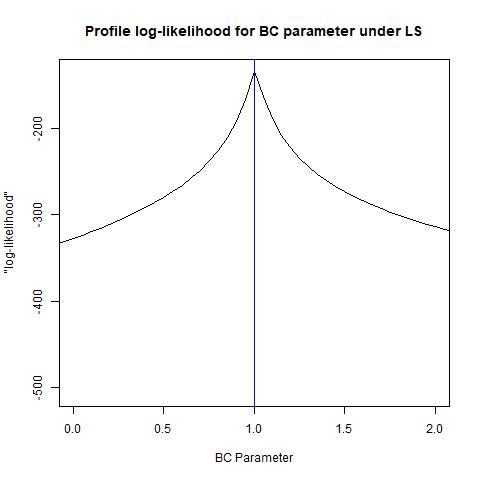 Profile log-likelihood for BC parameter under LS
"log-likelihood"
-200
-300
-400
-500
0.0 0.5 1.0 1.5 2.0
BC Parameter